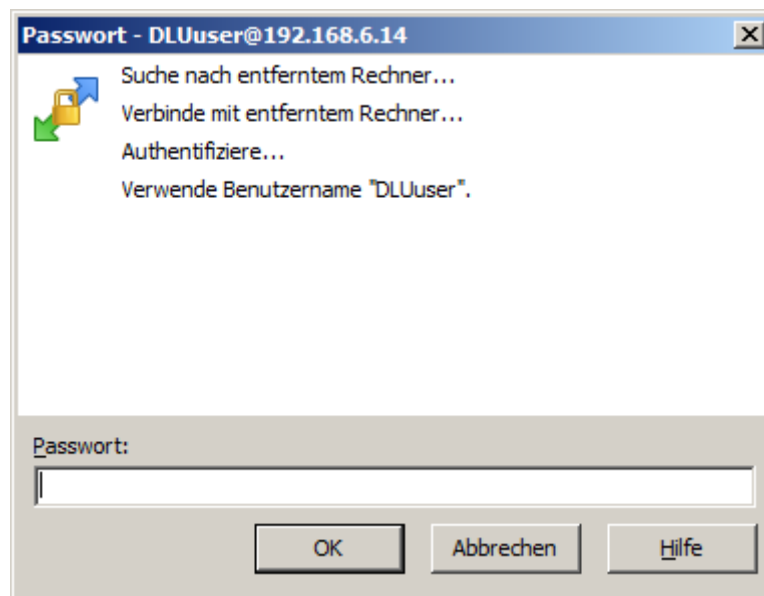 Passwort - DLUuser@192.168.6.14
Suche nach entferntem Rechner...
Verbinde mit entferntem Rechner...
Authentifiziere...
Verwende Benutzername "DLUuser".
Passwort:
OK Abbrechen Hilfe